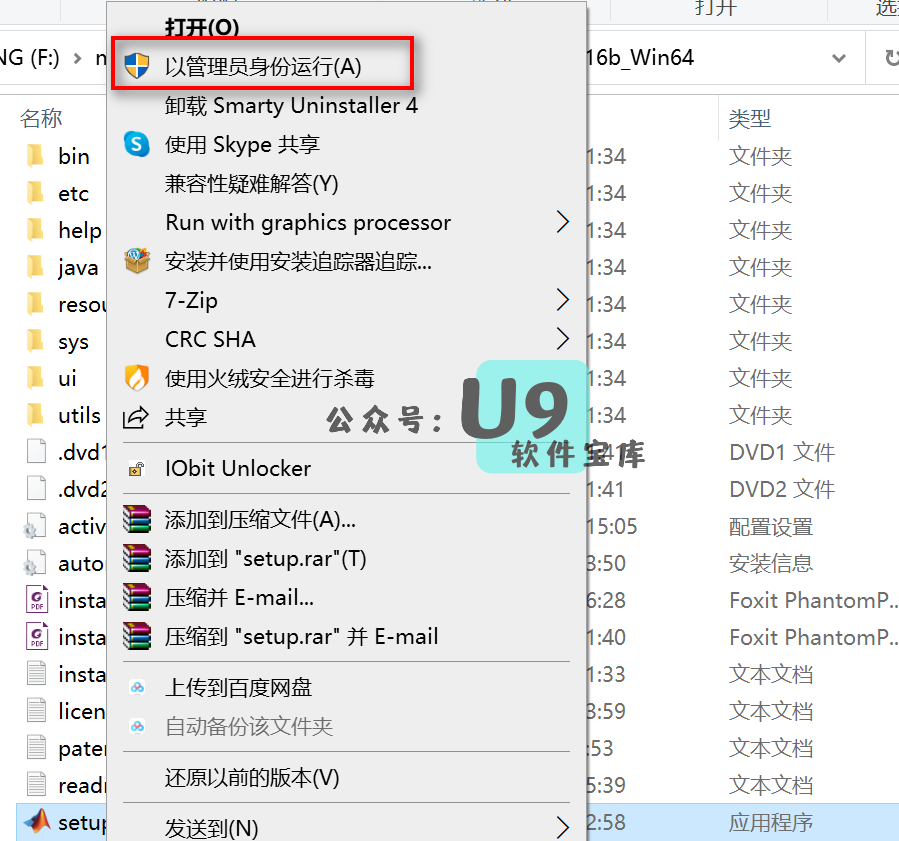 打开
打开(O)
NG (F:)
16b_Win64
以管理员身份运行(A)
卸载 Smarty Uninstaller 4
名称
类型
使用 Skype 共享
bin
1:34
文件夹
兼容性疑难解答(Y)
etc
1:34
文件夹
Run with graphics processor
help
1:34
文件夹
安装并使用安装追踪器追踪...
java
1:34
文件夹
7-Zip
resou
1:34
文件夹
CRC SHA
sys
1:34
文件夹
使用火绒安全进行杀毒
ui
1:34
文件夹
共享
utils
1:34
文件夹
公众号:
U9
软件宝库
.dvd1
1:41
DVD1 文件
IObit Unlocker
.dvd2
1:41
DVD2 文件
添加到压缩文件(A)...
activ
15:05
配置设置
添加到 "setup.rar"(T)
auto
3:50
安装信息
压缩并 E-mail...
insta
6:28
Foxit PhantomP...
压缩到 "setup.rar" 并 E-mail
insta
1:40
Foxit PhantomP...
insta
1:33
文本文档
上传到百度网盘
licen
3:59
文本文档
自动备份该文件夹
pater
:53
文本文档
还原以前的版本(V)
readr
5:39
文本文档
setup
2:58
应用程序
发送到(N)